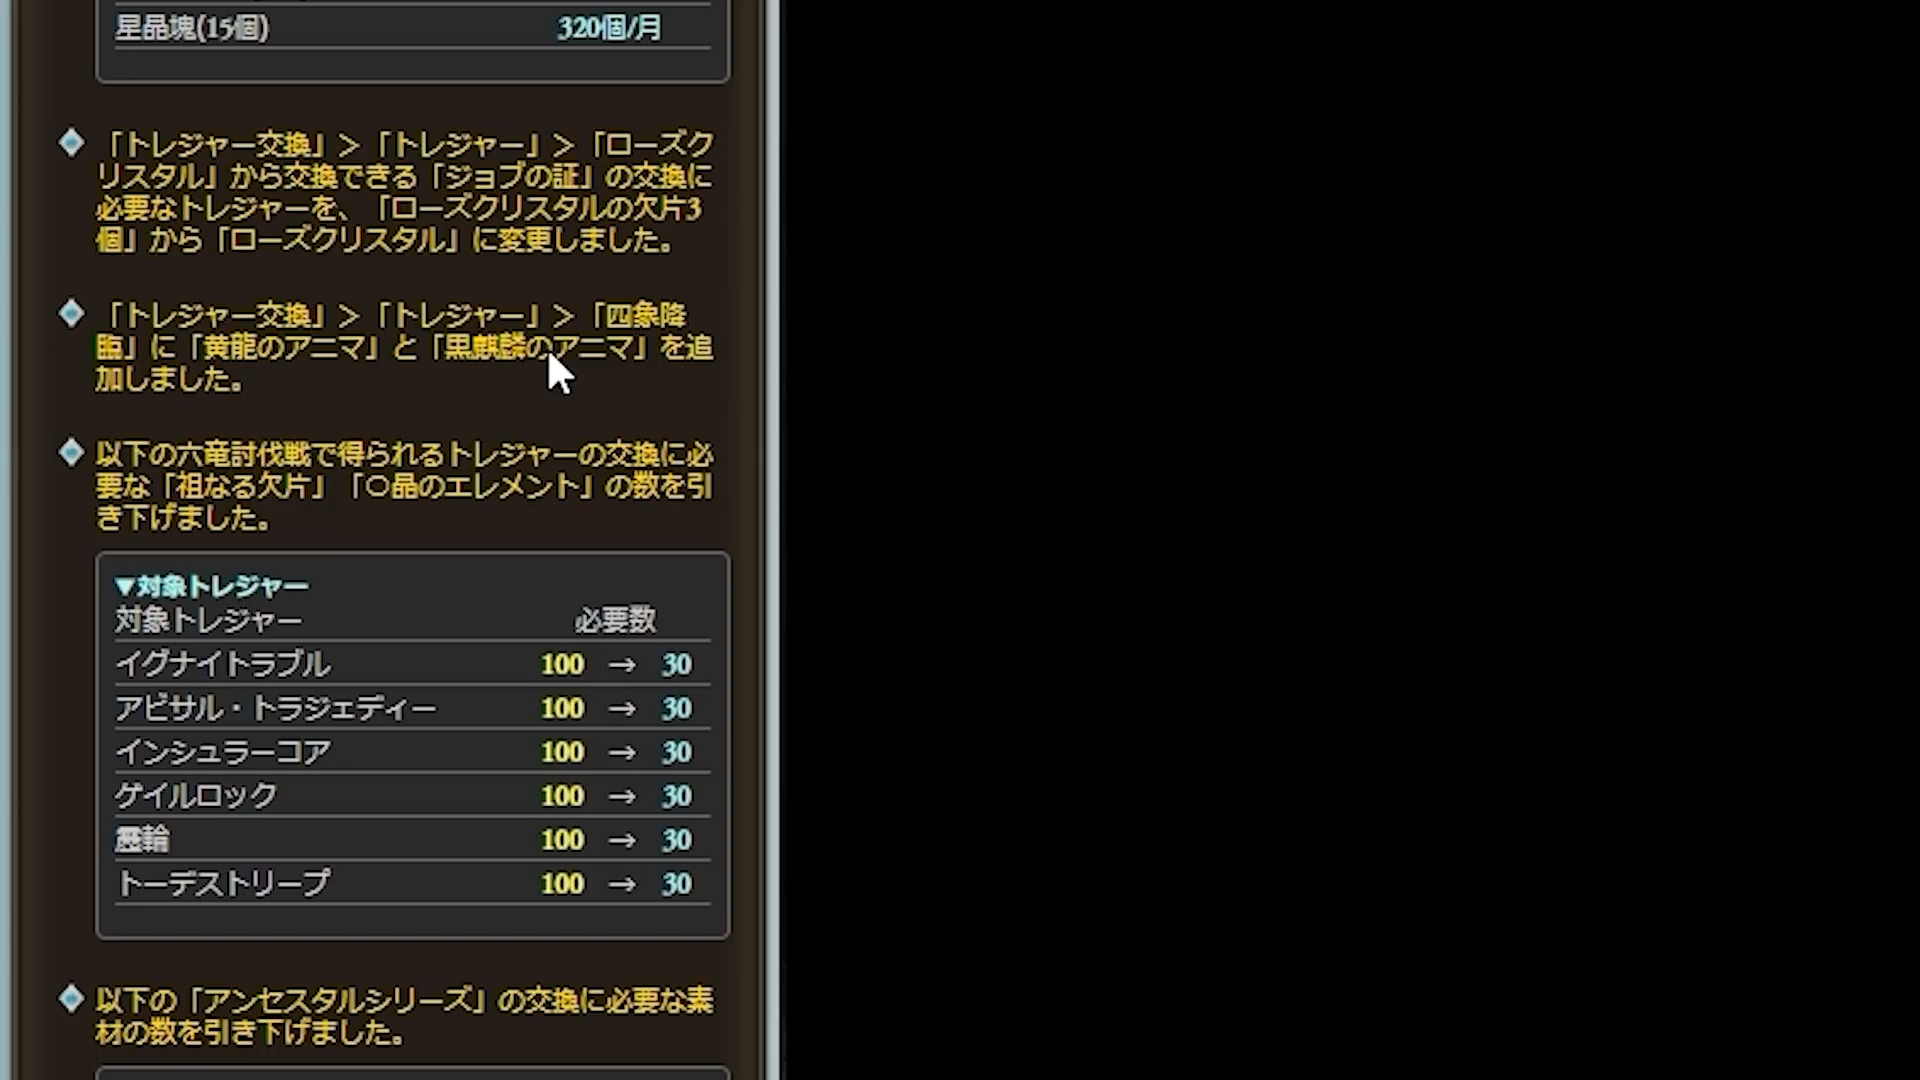 星晶塊(15個) 320個/月
「トレジャー交換」＞「トレジャー」＞「ローズク
リスタル」から交換できる「ジョブの証」の交換に
必要なトレジャーを、「ローズクリスタルの欠片3
個」から「ローズクリスタル」に変更しました。
「トレジャー交換」＞「トレジャー」＞「四象降
臨」に「黄龍のアニマ」と「黒麒麟のアニマ」を追
加しました。
以下の六竜討伐戦で得られるトレジャーの交換に必
要な「祖なる欠片」「○晶のエレメント」の数を引
き下げました。
▼対象トレジャー
対象トレジャー 必要数
イグナイトラブル 100 → 30
アビサル・トラジェディー 100 → 30
インシュラーコア 100 → 30
ゲイルロック 100 → 30
輪 100 → 30
トーデストリープ 100 → 30
以下の「アンセスタルシリーズ」の交換に必要な素
材の数を引き下げました。